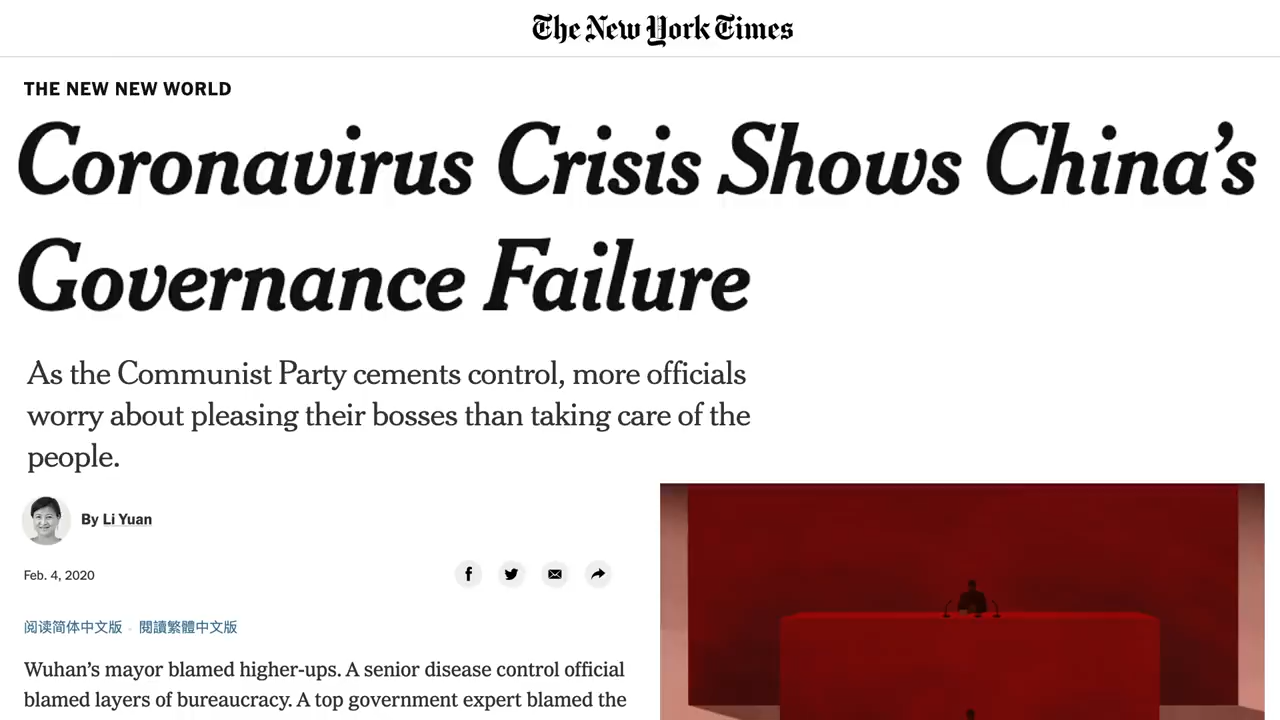 The New York Times
THE NEW NEW WORLD
Coronavirus Crisis Shows China’s
Governance Failure
As the Communist Party cements control, more officials
worry about pleasing their bosses than taking care of the
people.
By Li Yuan
Feb. 4, 2020
阅读简体中文版 · 閱讀繁體中文版
Wuhan’s mayor blamed higher-ups. A senior disease control official
blamed layers of bureaucracy. A top government expert blamed the